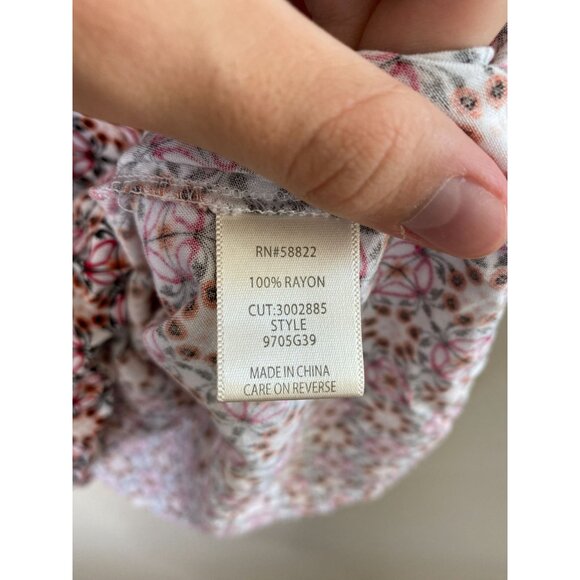 RN#58822
100% RAYON
CUT:3002885
STYLE
9705G39
MADE IN CHINA
CARE ON REVERSE